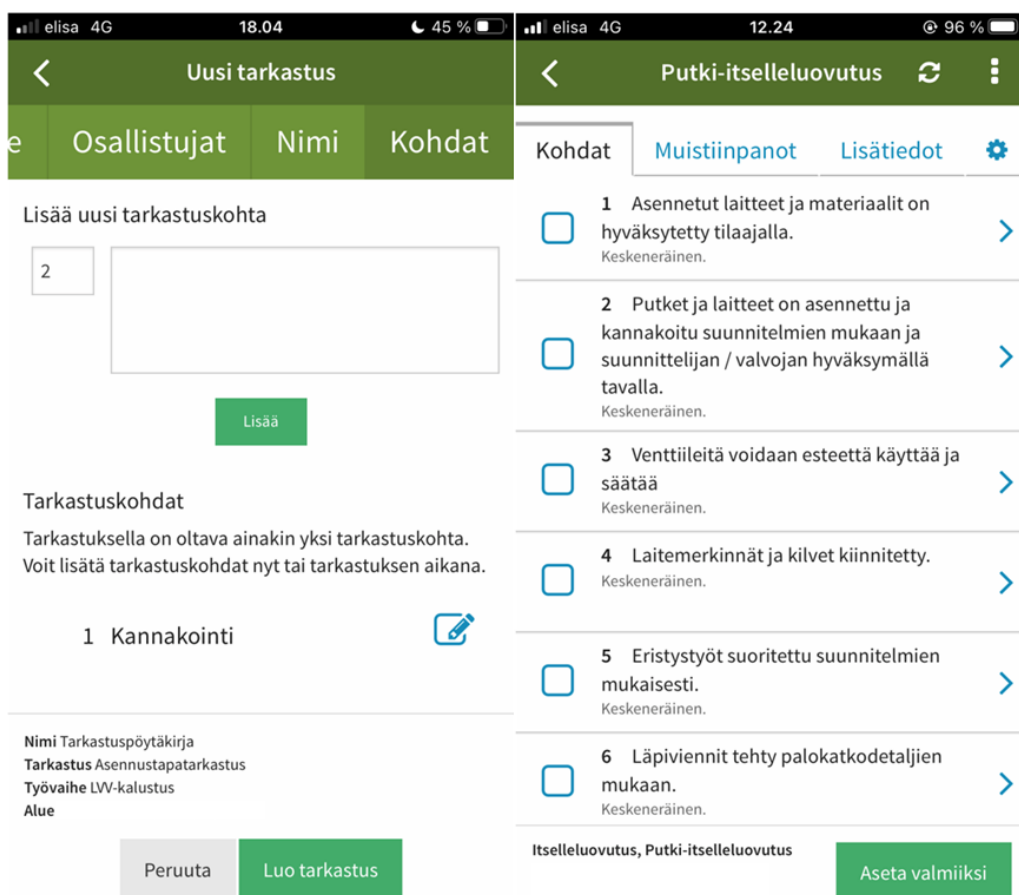 elisa 4G 18.04 45 %
Uusi tarkastus
e Osallistujat Nimi Kohdat
Lisää uusi tarkastuskohta
2
Lisää
Tarkastuskohdat
Tarkastuksella on oltava ainakin yksi tarkastuskohta.
Voit lisätä tarkastuskohdat nyt tai tarkastuksen aikana.
1 Kannakointi
Nimi Tarkastuspöytäkirja
Tarkastus Asennustapatarkastus
Työvaihe LVV-kalustus
Alue
Peruuta Luo tarkastus
elisa 4G 12.24 96 %
Putki-itselleluovutus
Kohdat Muistiinpanot Lisätiedot
1 Asennetut laitteet ja materiaalit on
hyväksytetty tilaajalla.
Keskeneräinen.
2 Putket ja laitteet on asennettu ja
kannakoitu suunnitelmien mukaan ja
suunnittelijan / valvojan hyväksymällä
tavalla.
Keskeneräinen.
3 Venttiileitä voidaan esteettä käyttää ja
säätää
Keskeneräinen.
4 Laitemerkinnät ja kilvet kiinnitetty.
Keskeneräinen.
5 Eristystyöt suoritettu suunnitelmien
mukaisesti.
Keskeneräinen.
6 Läpiviennit tehty palokatkodetaljien
mukaan.
Keskeneräinen.
Itselleluovutus, Putki-itselleluovutus
Aseta valmiiksi